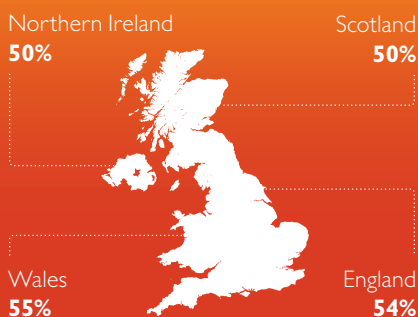 Northern Ireland
50%
Scotland
50%
Wales
55%
England
54%